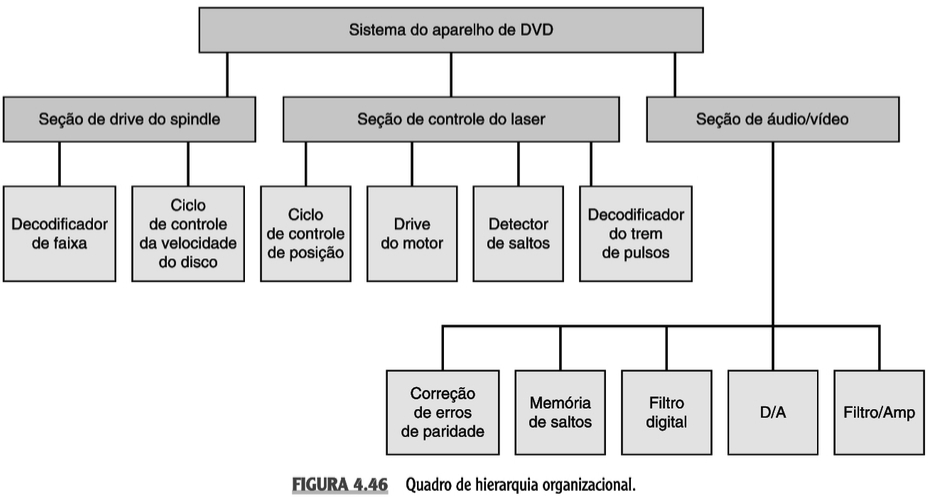 Sistema do aparelho de DVD
Seção de drive do spindle
Seção de controle do laser
Seção de áudio/vídeo
Decodificador
de faixa
Ciclo
de controle
da velocidade
do disco
Ciclo
de controle
de posição
Drive
do motor
Detector
de saltos
Decodificador
do trem
de pulsos
Correção
de erros
de paridade
Memória
de saltos
Filtro
digital
D/A
Filtro/Amp
FIGURA 4.46 Quadro de hierarquia organizacional.